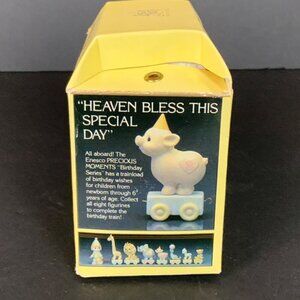 "HEAVEN BLESS THIS
SPECIAL
DAY"
All aboard! The
Enesco PRECIOUS
MOMENTS "Birthday
Series" has a trainload
of birthday wishes
for children from
newborn through 6
years of age. Collect
all eight figurines
to complete the
birthday train!